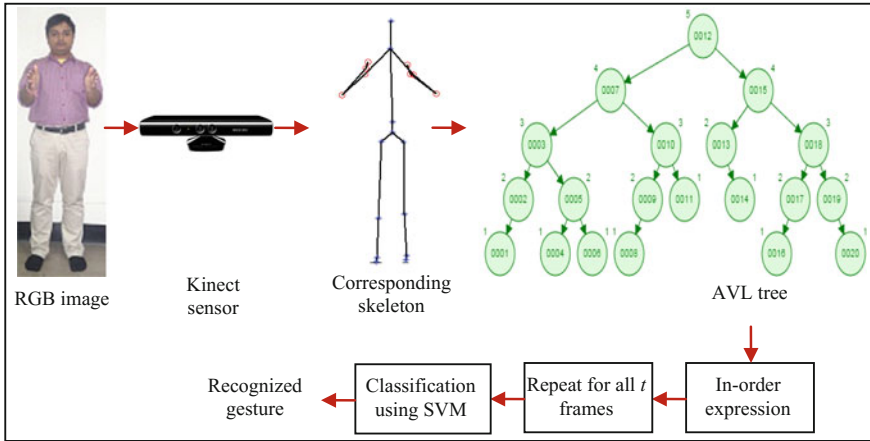 5
0012
4
4
0007
0015
3
3
2
3
0003
0010
0013
0018
2
2
2
1
1
2
2
0002
0005
0009
0011
0014
0017
0019
1
1
1
1
1
1
0001
0004
0006
0008
0016
0020
RGB image
Kinect
sensor
Corresponding
skeleton
AVL tree
Recognized
gesture
Classification
using SVM
Repeat for all t
frames
In-order
expression